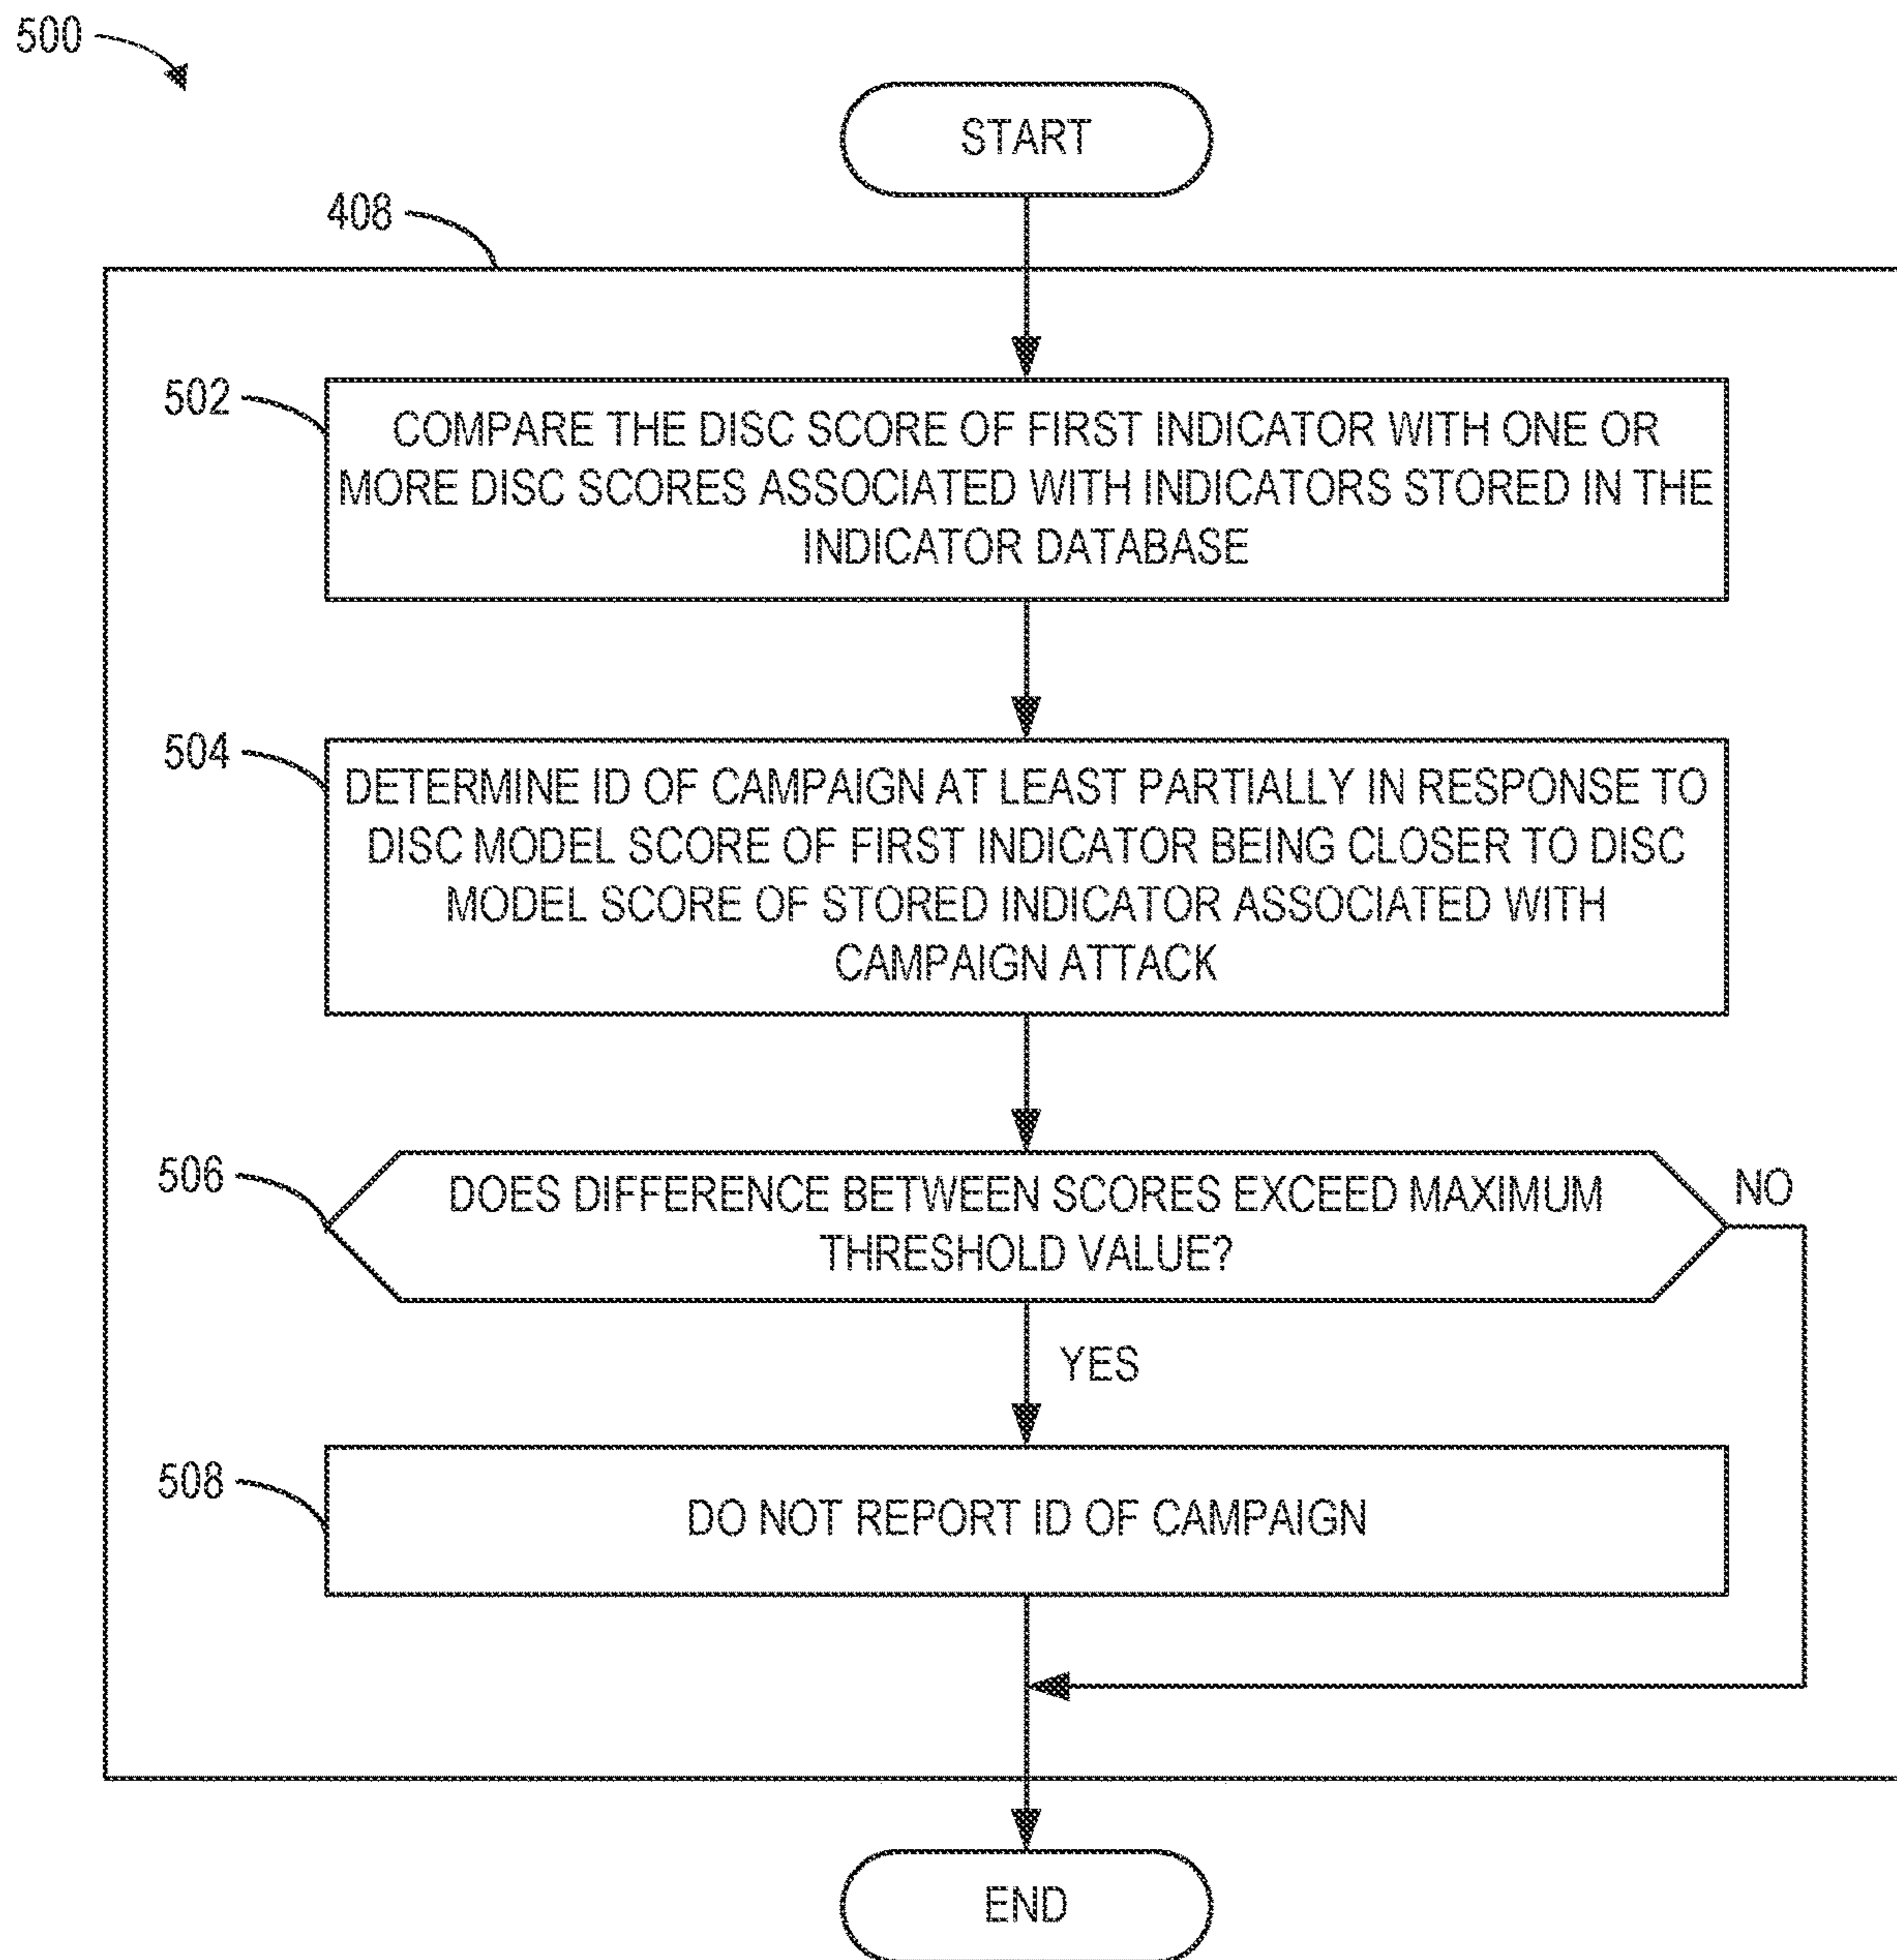 500
START
408
502
COMPARE THE DISC SCORE OF FIRST INDICATOR WITH ONE OR
MORE DISC SCORES ASSOCIATED WITH INDICATORS STORED IN THE
INDICATOR DATABASE
504
DETERMINE ID OF CAMPAIGN AT LEAST PARTIALLY IN RESPONSE TO
DISC MODEL SCORE OF FIRST INDICATOR BEING CLOSER TO DISC
MODEL SCORE OF STORED INDICATOR ASSOCIATED WITH
CAMPAIGN ATTACK
506
DOES DIFFERENCE BETWEEN SCORES EXCEED MAXIMUM
THRESHOLD VALUE?
NO
YES
508
DO NOT REPORT ID OF CAMPAIGN
END